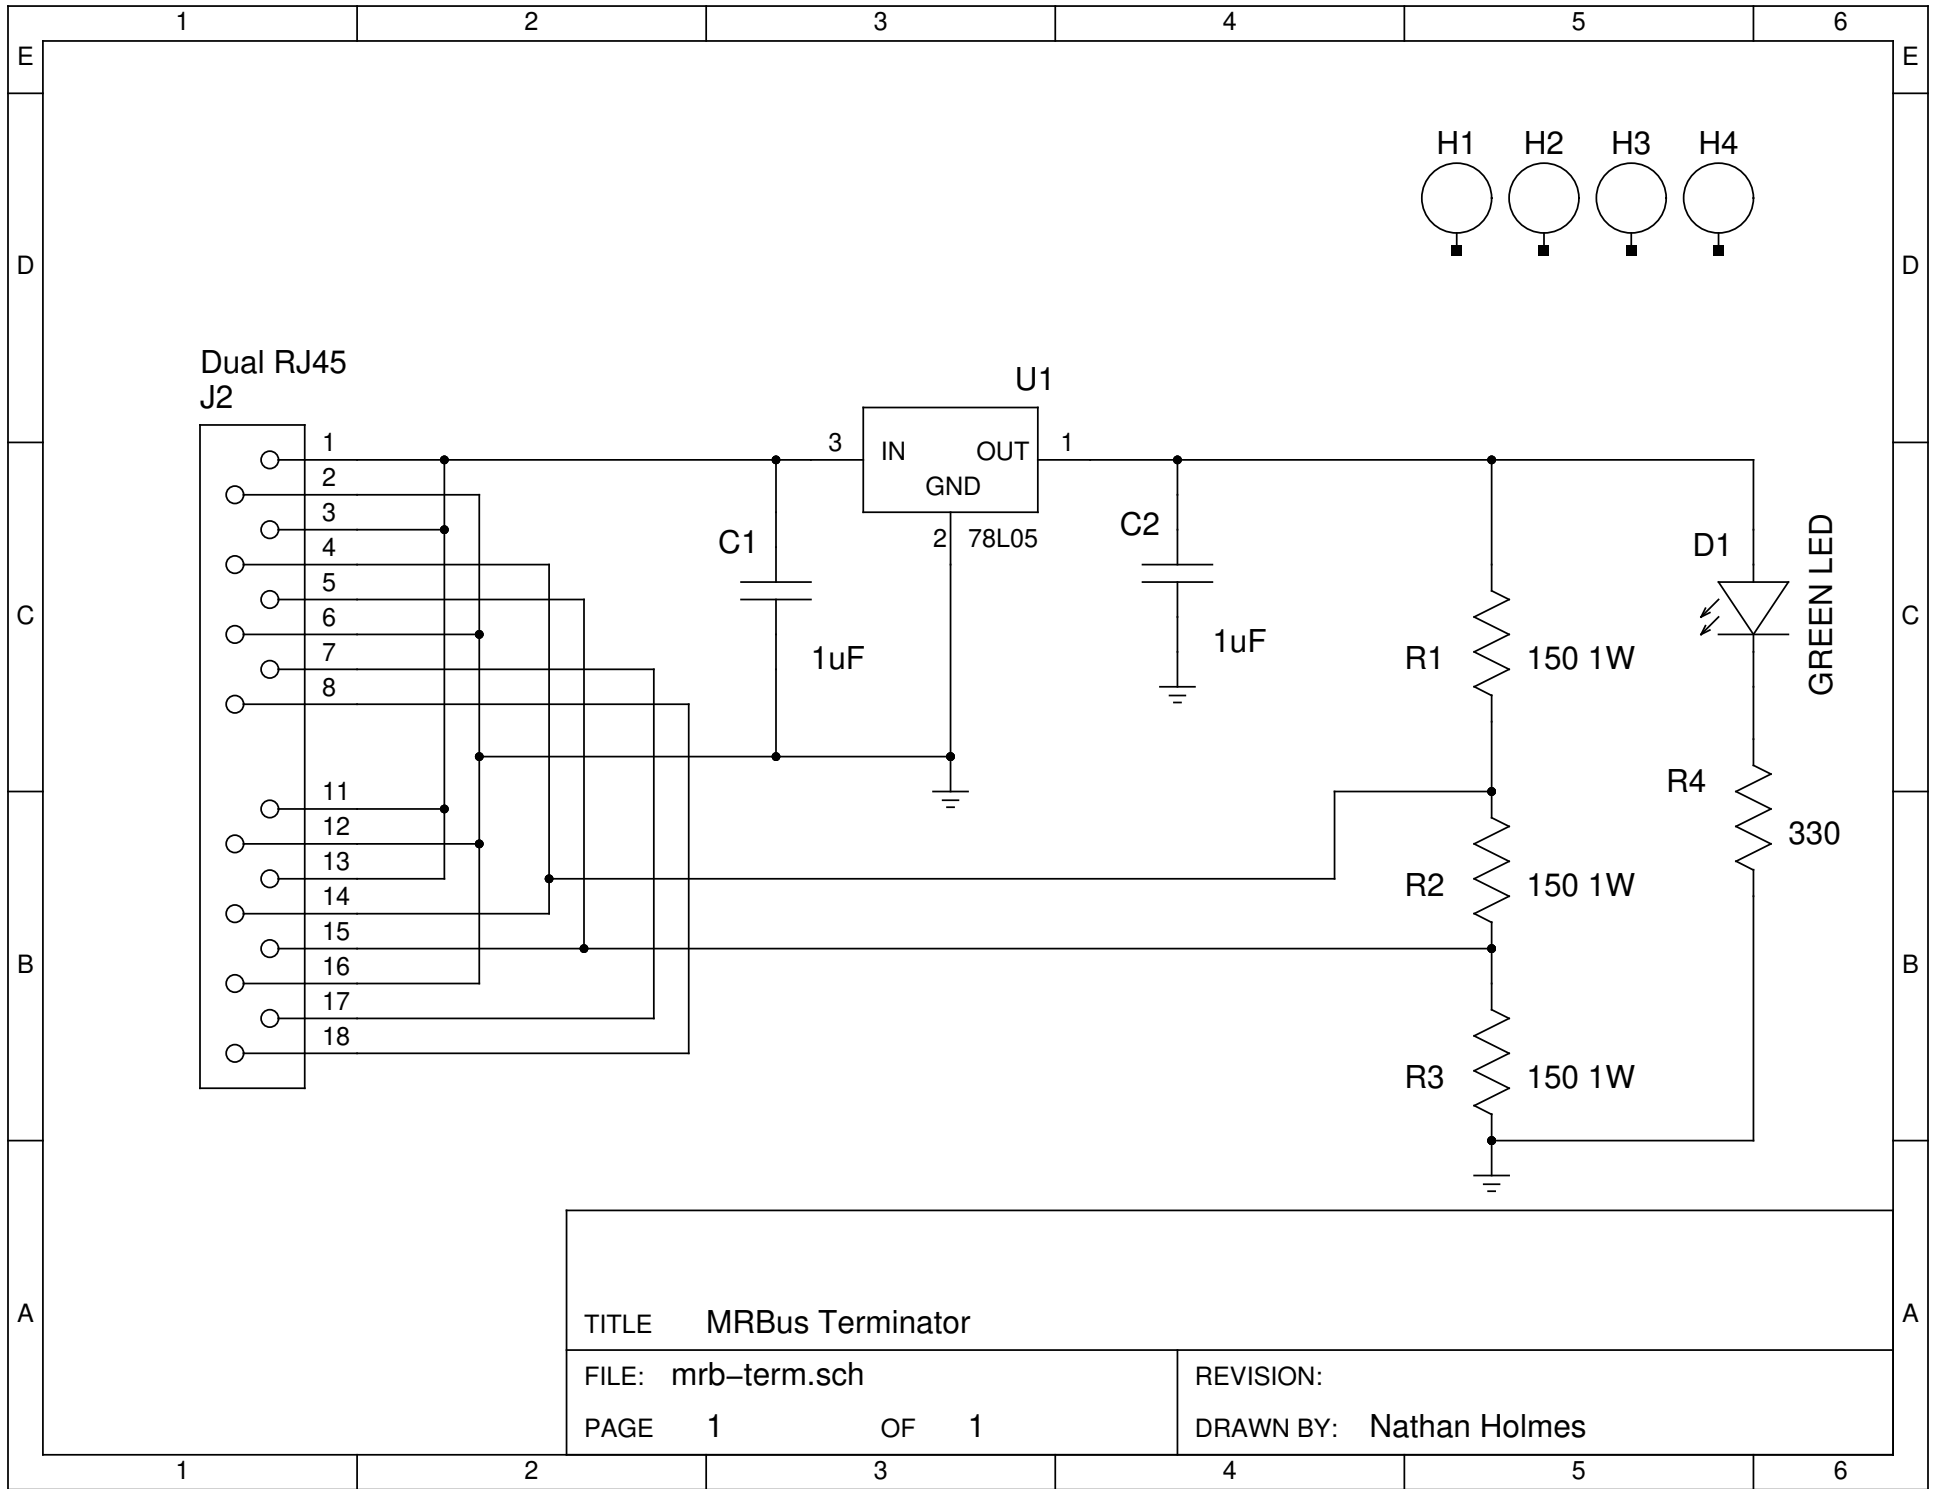 1 2 3 4 5 6
E E
H1 H2 H3 H4
D D
Dual RJ45
J2
U1
1
2
3
4
5
6
7
8
11
12
13
14
15
16
17
18
3 IN OUT 1
GND
2 78L05
C1
1uF
C2
1uF
D1
GREEN LED
C C
R1 150 1W
R4
330
R2 150 1W
B B
R3 150 1W
A A
TITLE MRBus Terminator
FILE: mrb–term.sch
REVISION:
PAGE 1 OF 1
DRAWN BY: Nathan Holmes
1 2 3 4 5 6